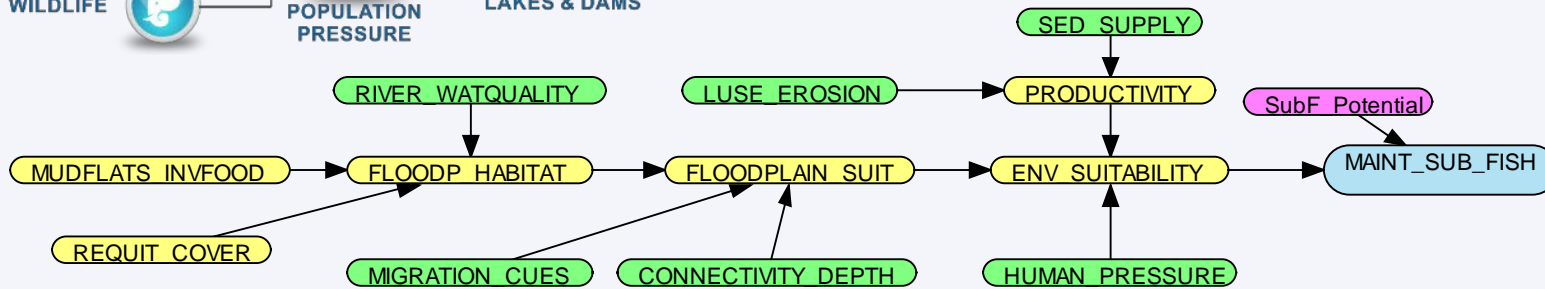 WILDLIFE
POPULATION
PRESSURE
LAKES & DAMS
SED_SUPPLY
RIVER_WATQUALITY
LUSE_EROSION
PRODUCTIVITY
SubF_Potential
MUDFLATS_INVFOOD
FLOODP_HABITAT
FLOODPLAIN_SUIT
ENV_SUITABILITY
MAINT_SUB_FISH
REQUIT_COVER
MIGRATION_CUES
CONNECTIVITY_DEPTH
HUMAN_PRESSURE